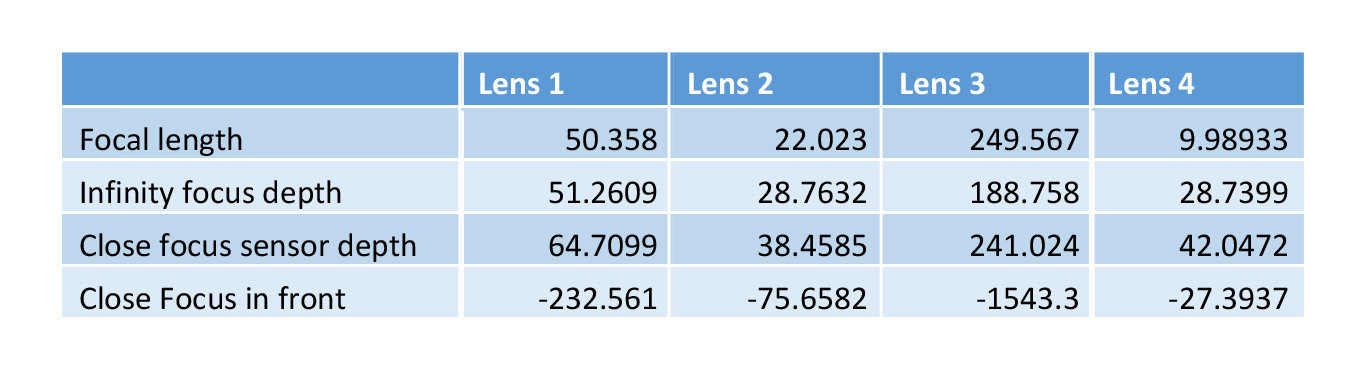 Lens 1 Lens 2 Lens 3 Lens 4
Focal length 50.358 22.023 249.567 9.98933
Infinity focus depth 51.2609 28.7632 188.758 28.7399
Close focus sensor depth 64.7099 38.4585 241.024 42.0472
Close Focus in front -232.561 -75.6582 -1543.3 -27.3937